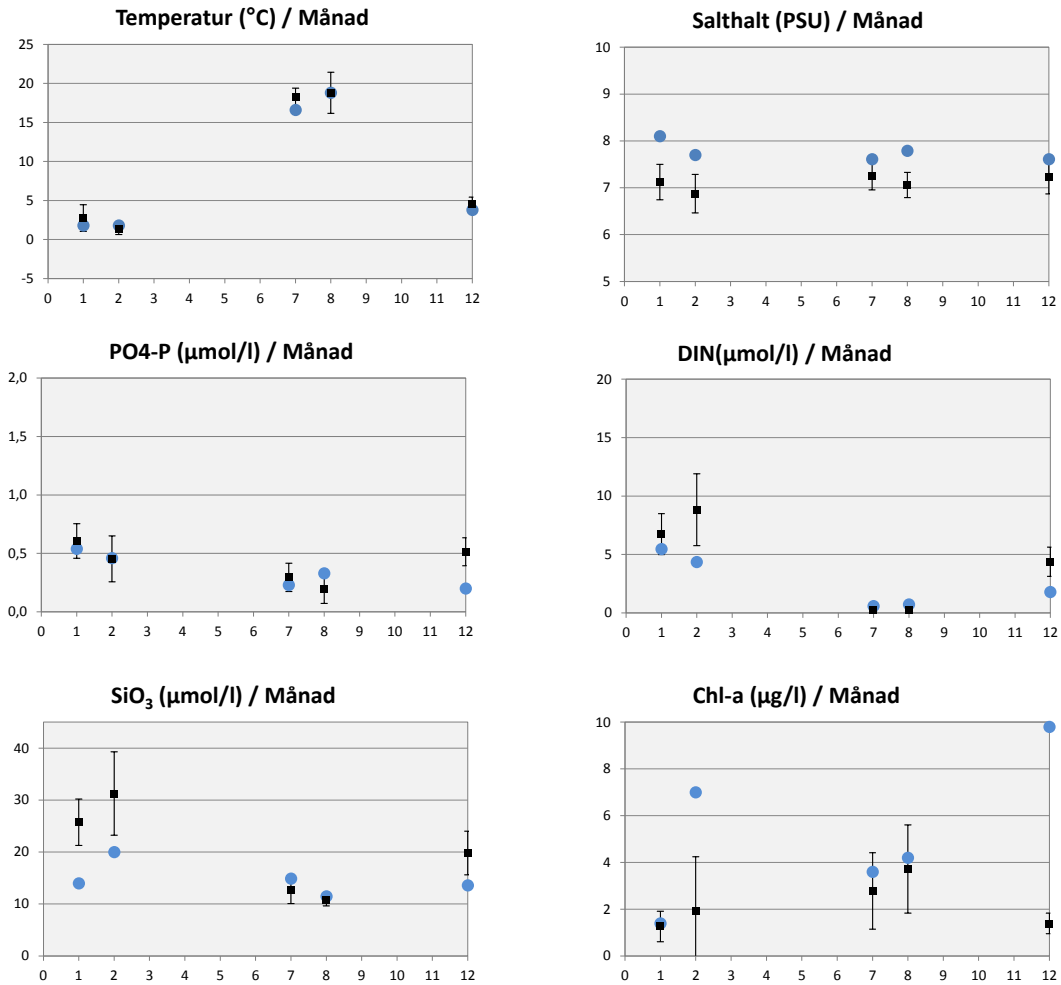 Temperatur (°C) / Månad
25
20
15
10
5
0
-5
0 1 2 3 4 5 6 7 8 9 10 11 12
Salthalt (PSU) / Månad
10
9
8
7
6
5
0 1 2 3 4 5 6 7 8 9 10 11 12
PO4-P (µmol/l) / Månad
2,0
1,5
1,0
0,5
0,0
0 1 2 3 4 5 6 7 8 9 10 11 12
DIN(µmol/l) / Månad
20
15
10
5
0
0 1 2 3 4 5 6 7 8 9 10 11 12
SiO₃ (µmol/l) / Månad
40
30
20
10
0
0 1 2 3 4 5 6 7 8 9 10 11 12
Chl-a (µg/l) / Månad
10
8
6
4
2
0
0 1 2 3 4 5 6 7 8 9 10 11 12